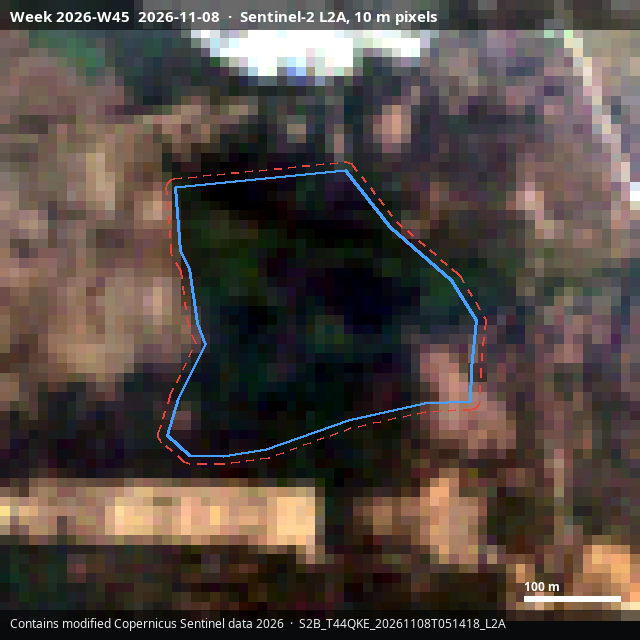 Week 2026-W45 2026-11-08 · Sentinel-2 L2A, 10 m pixels
100 m
Contains modified Copernicus Sentinel data 2026 · S2B_T44QKE_20261108T051418_L2A